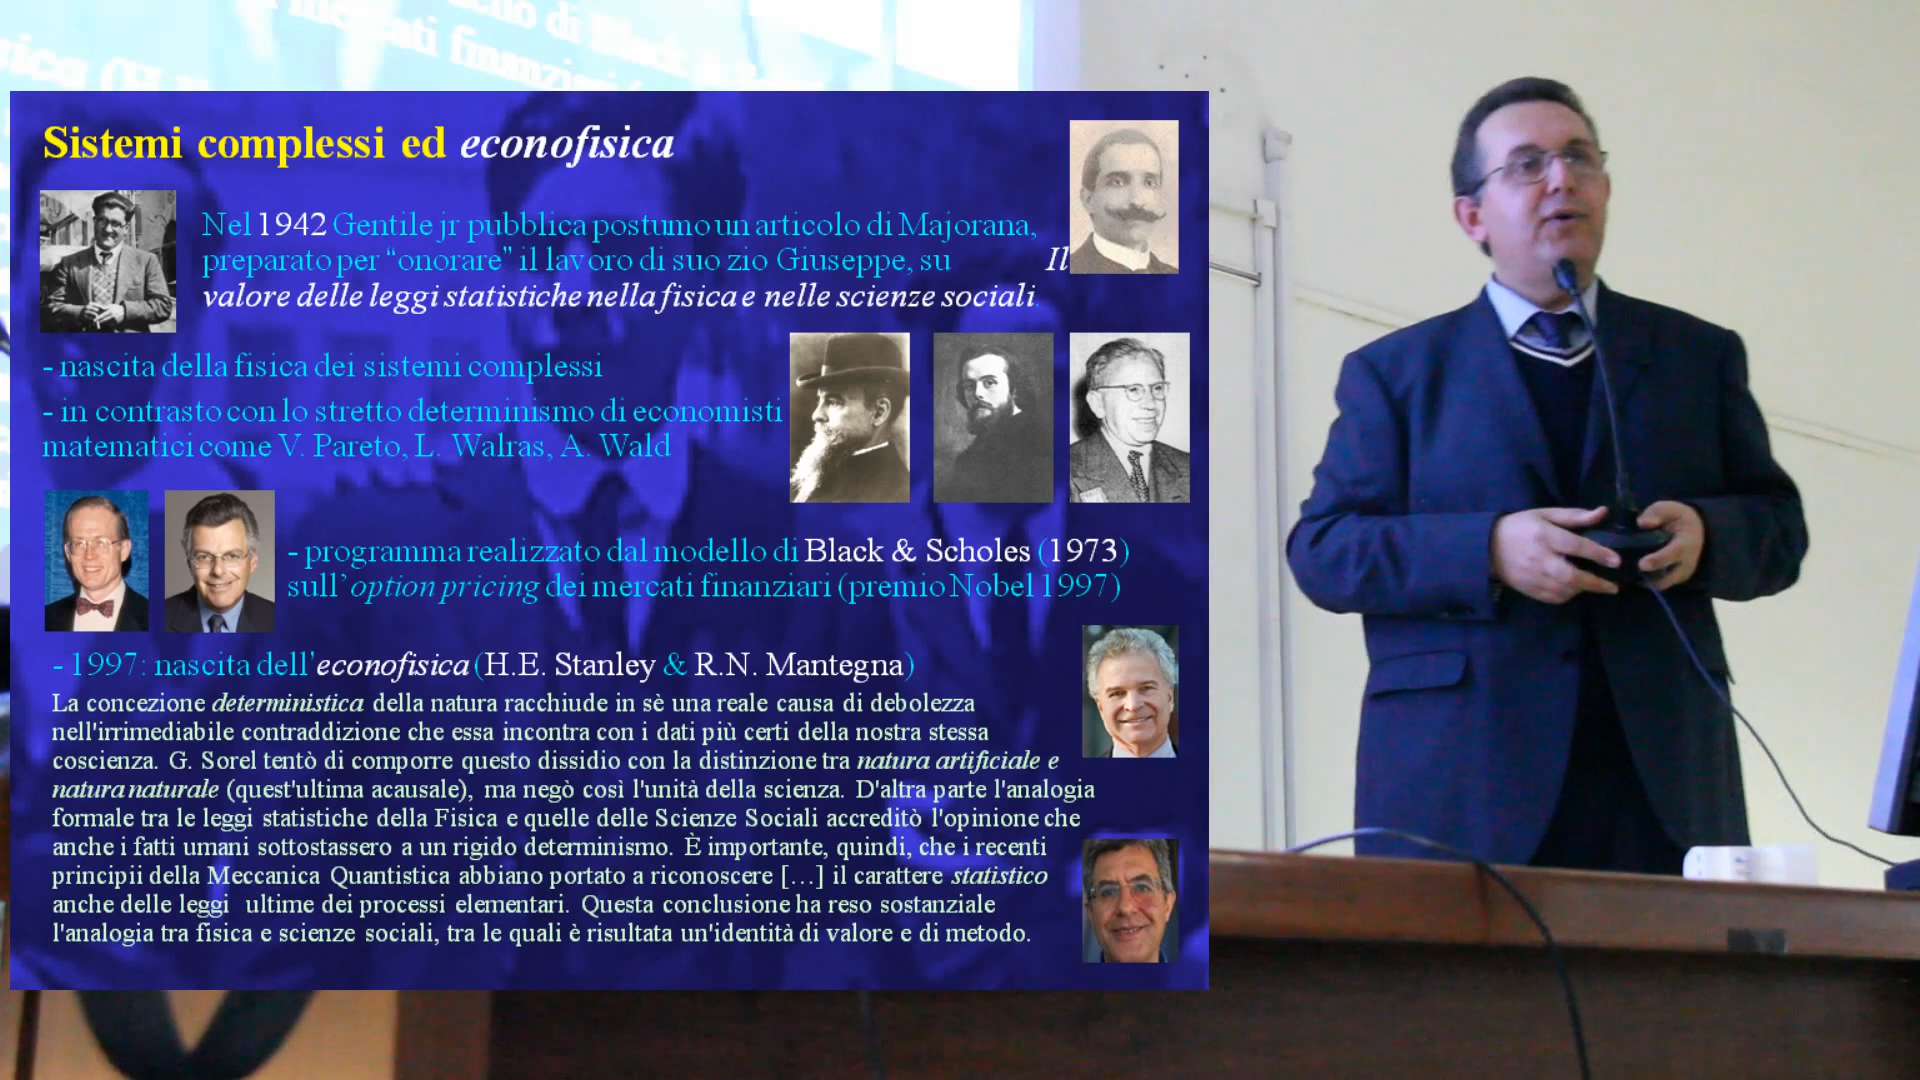 di Black
mercati finanziari
Sistemi complessi ed econofisica
Nel 1942 Gentile jr pubblica postumo un articolo di Majorana,
preparato per “onorare” il lavoro di suo zio Giuseppe, su Il
valore delle leggi statistiche nella fisica e nelle scienze sociali.
- nascita della fisica dei sistemi complessi
- in contrasto con lo stretto determinismo di economisti
matematici come V. Pareto, L. Walras, A. Wald
- programma realizzato dal modello di Black & Scholes (1973)
sull’option pricing dei mercati finanziari (premio Nobel 1997)
- 1997: nascita dell’econofisica (H.E. Stanley & R.N. Mantegna)
La concezione deterministica della natura racchiude in sè una reale causa di debolezza
nell'irrimediabile contraddizione che essa incontra con i dati più certi della nostra stessa
coscienza. G. Sorel tentò di comporre questo dissidio con la distinzione tra natura artificiale e
natura naturale (quest'ultima acausale), ma negò così l'unità della scienza. D'altra parte l'analogia
formale tra le leggi statistiche della Fisica e quelle delle Scienze Sociali accreditò l'opinione che
anche i fatti umani sottostassero a un rigido determinismo. È importante, quindi, che i recenti
principii della Meccanica Quantistica abbiano portato a riconoscere […] il carattere statistico
anche delle leggi ultime dei processi elementari. Questa conclusione ha reso sostanziale
l'analogia tra fisica e scienze sociali, tra le quali è risultata un'identità di valore e di metodo.